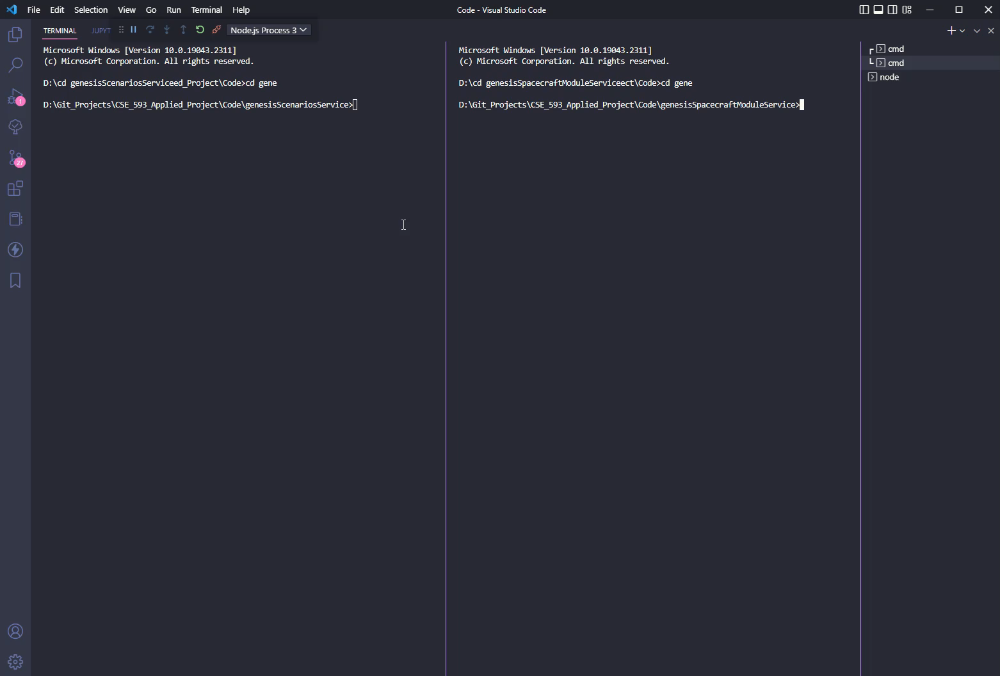 File Edit Selection View Go Run Terminal Help
Code - Visual Studio Code
TERMINAL JUPYT Node.js Process 3
Microsoft Windows [Version 10.0.19043.2311]
(c) Microsoft Corporation. All rights reserved.
D:\cd genesisScenariosServiceed_Project\Code>cd gene
D:\Git_Projects\CSE_593_Applied_Project\Code\genesisScenariosService>
Microsoft Windows [Version 10.0.19043.2311]
(c) Microsoft Corporation. All rights reserved.
D:\cd genesisSpacecraftModuleServiceect\Code>cd gene
D:\Git_Projects\CSE_593_Applied_Project\Code\genesisSpacecraftModuleService>
cmd
cmd
node
1
27